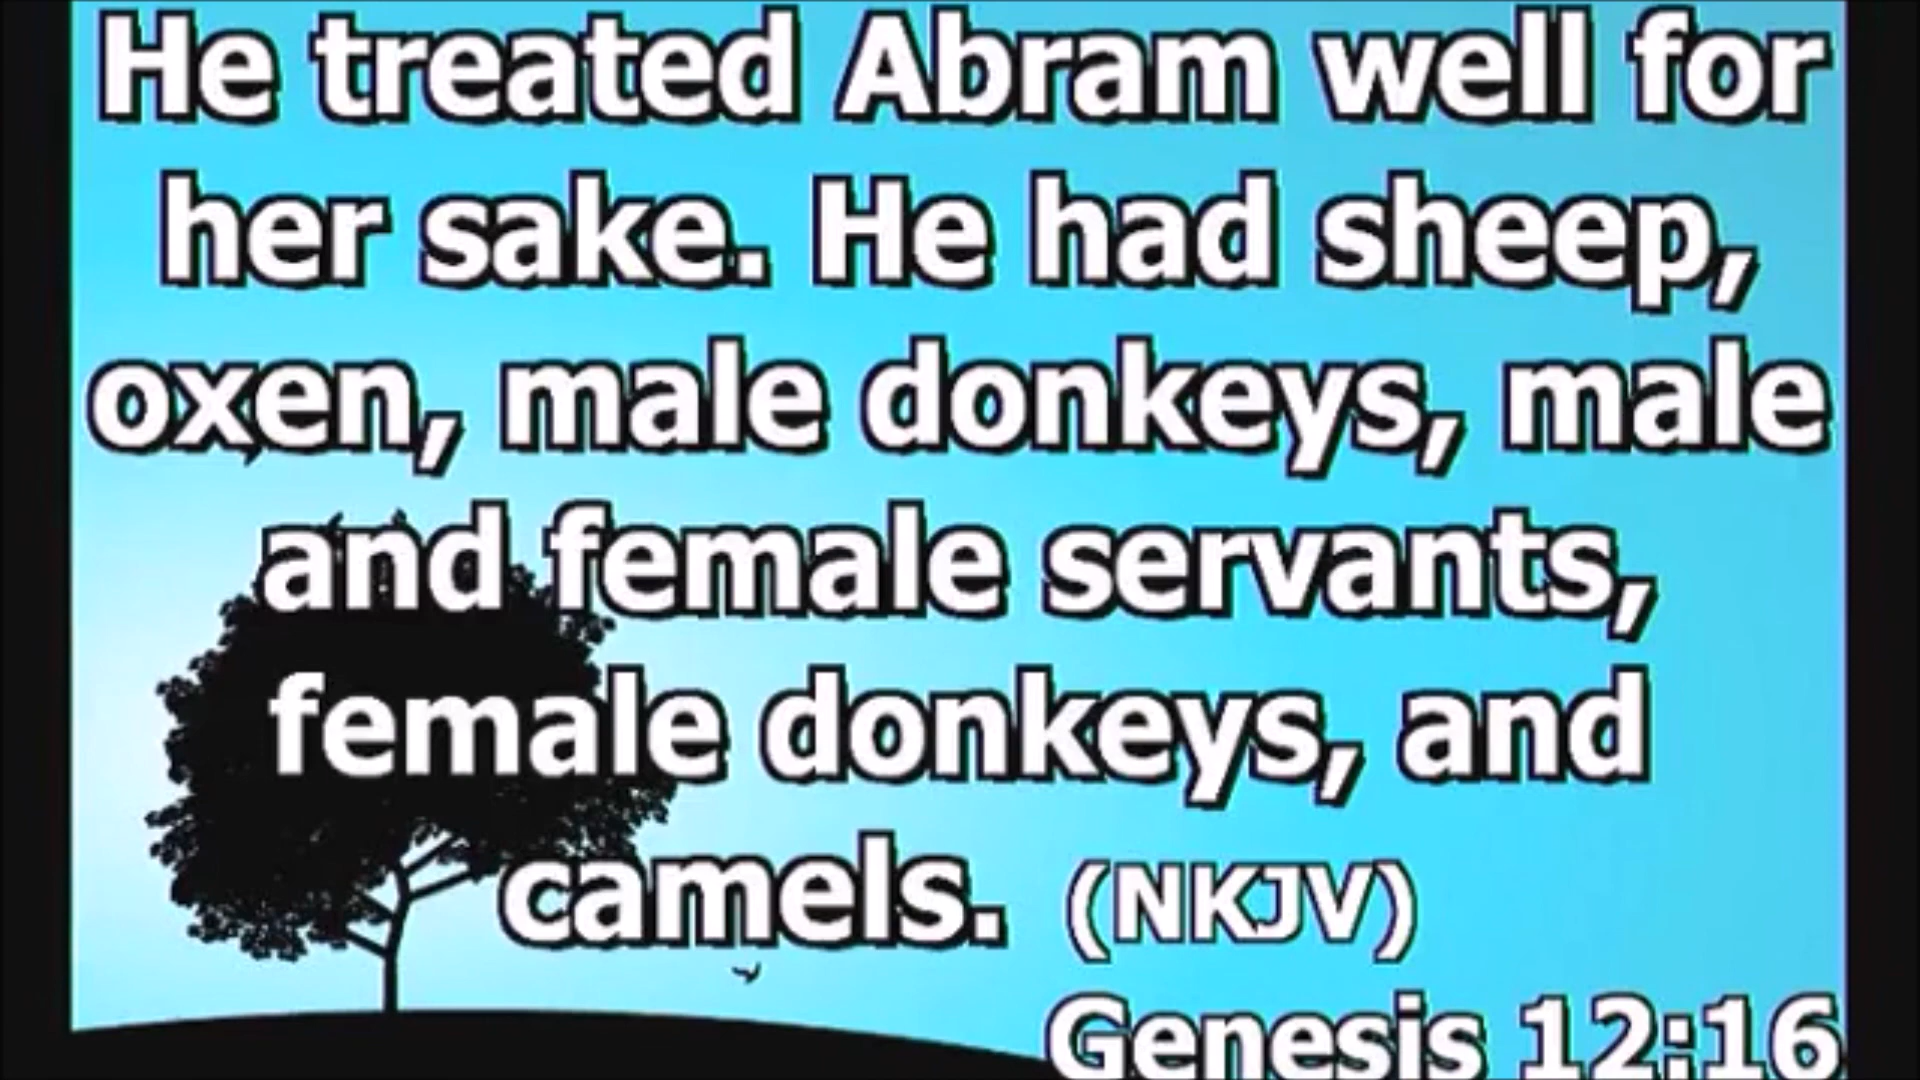 He treated Abram well for
her sake. He had sheep,
oxen, male donkeys, male
and female servants,
female donkeys, and
camels. (NKJV)
Genesis 12:16